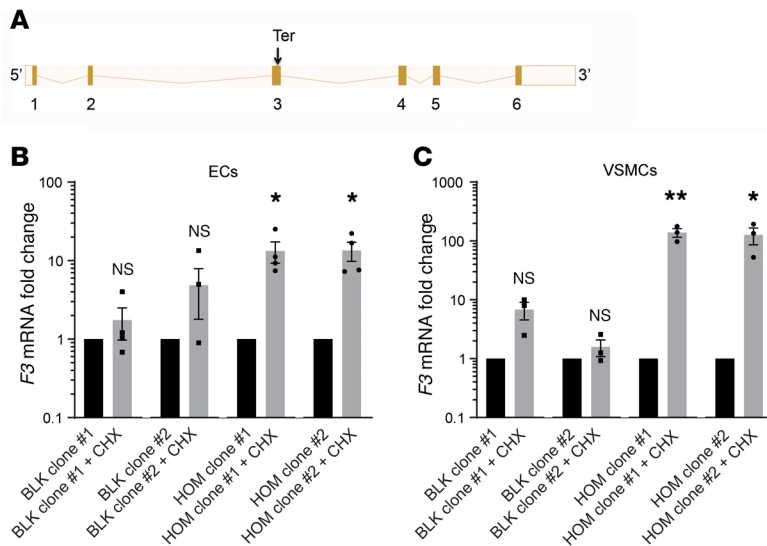 A
Ter
5’ 3’
1 2 3 4 5 6
B
ECs
F3 mRNA fold change
100
10
1
0.1
NS
NS
*
*
BLK clone #1
BLK clone #1 + CHX
BLK clone #2
BLK clone #2 + CHX
HOM clone #1
HOM clone #1 + CHX
HOM clone #2
HOM clone #2 + CHX
C
VSMCs
F3 mRNA fold change
1000
100
10
1
0.1
NS
NS
**
*
BLK clone #1
BLK clone #1 + CHX
BLK clone #2
BLK clone #2 + CHX
HOM clone #1
HOM clone #1 + CHX
HOM clone #2
HOM clone #2 + CHX